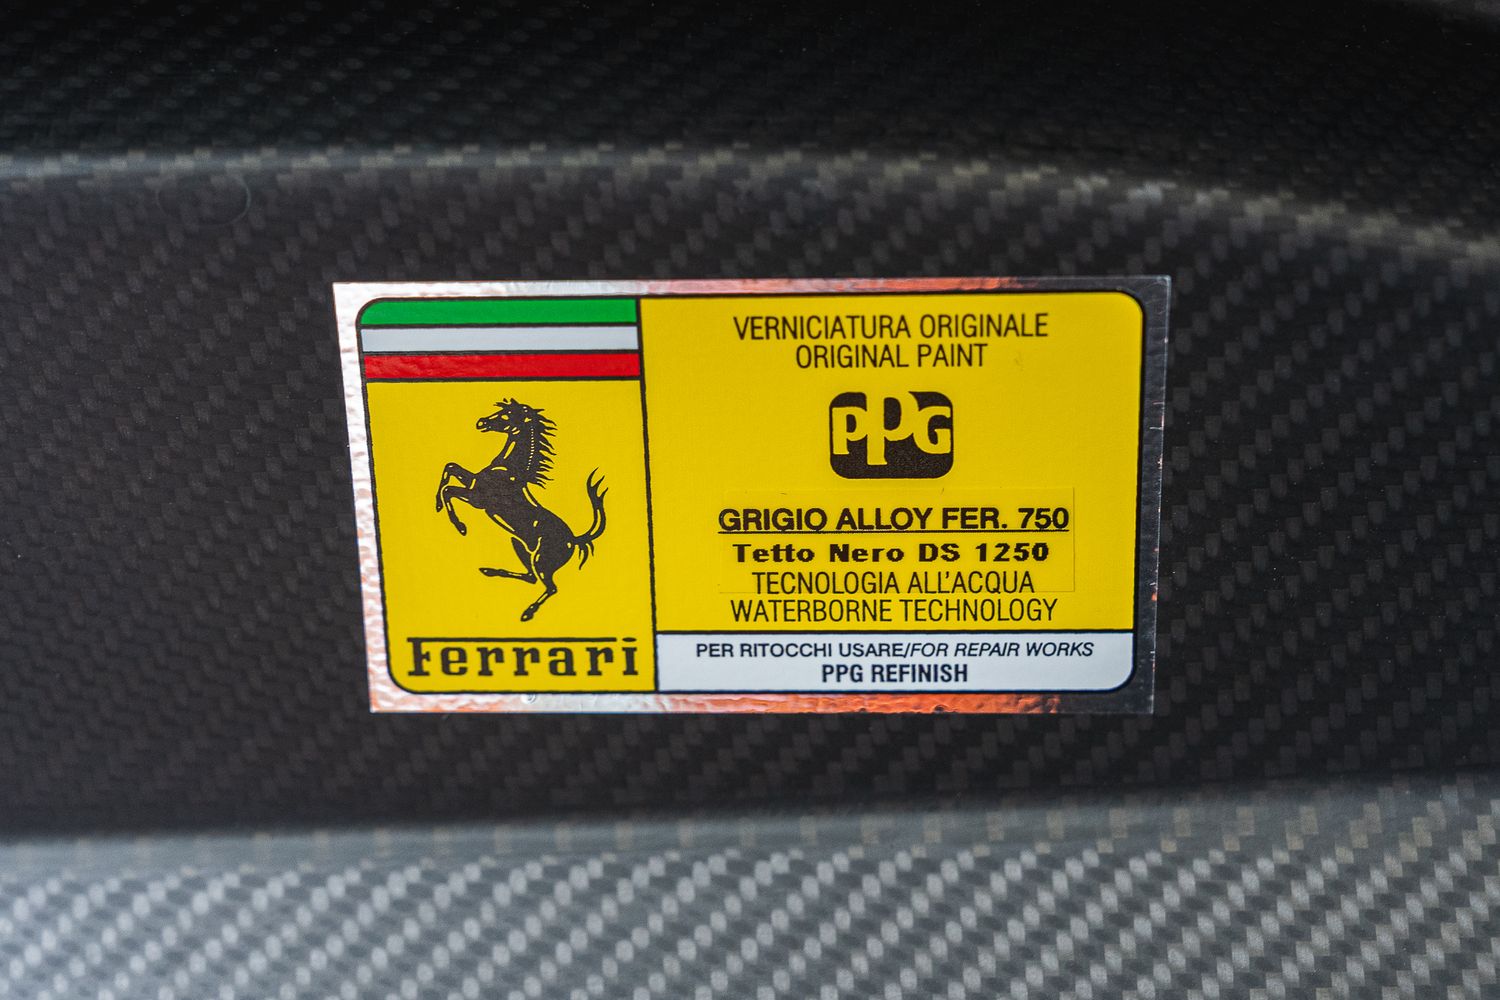 Ferrari
VERNICIATURA ORIGINALE
ORIGINAL PAINT
PPG
GRIGIO ALLOY FER. 750
Tetto Nero DS 1250
TECNOLOGIA ALL'ACQUA
WATERBORNE TECHNOLOGY
PER RITOCCHI USARE/FOR REPAIR WORKS
PPG REFINISH